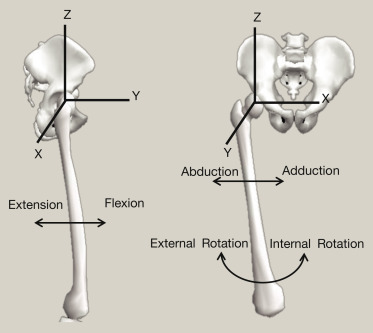 Z
Y
X
Extension Flexion
Z
X
Y
Abduction Adduction
External Rotation Internal Rotation